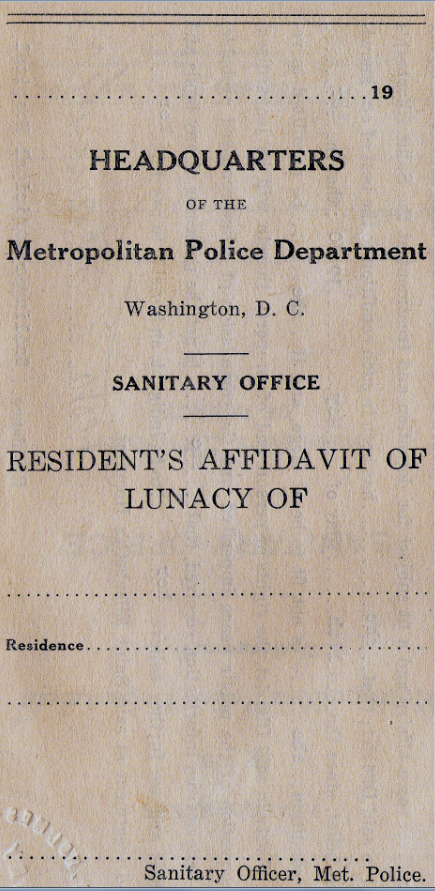 ........................................19
HEADQUARTERS
OF THE
Metropolitan Police Department
Washington, D. C.
SANITARY OFFICE
RESIDENT'S AFFIDAVIT OF
LUNACY OF
Residence
Sanitary Officer, Met. Police.